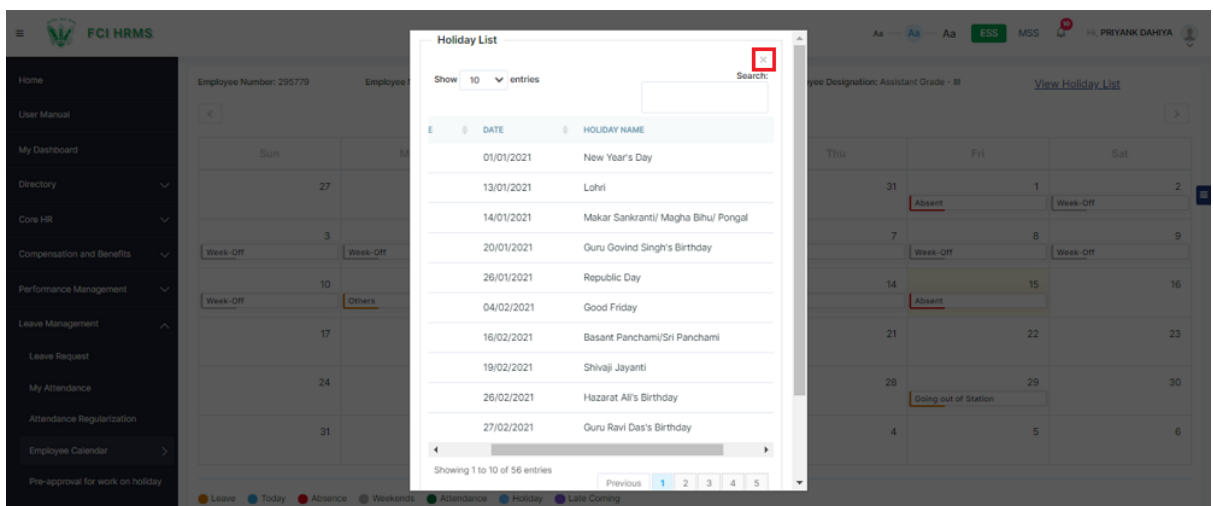 FCI HRMS
Aa Aa Aa ESS MSS 10 Hi, PRIYANK DAHIYA
Home
User Manual
My Dashboard
Directory
Core HR
Compensation and Benefits
Performance Management
Leave Management
Leave Request
My Attendance
Attendance Regularization
Employee Calendar
Pre-approval for work on holiday
Employee Number: 295779 Employee
yee Designation: Assistant Grade - III View Holiday List
Sun M Thu Fri Sat
27 31 1 2
Absent Week-Off
3 7 8 9
Week-Off Week-Off Week-Off Week-Off
10 14 15 16
Week-Off Others Absent
17 21 22 23
24 28 29 30
Going out of Station
31 4 5 6
Leave Today Absence Weekends Attendance Holiday Late Coming
Holiday List
×
Show 10 entries Search:
E DATE HOLIDAY NAME
01/01/2021 New Year's Day
13/01/2021 Lohri
14/01/2021 Makar Sankranti/ Magha Bihu/ Pongal
20/01/2021 Guru Govind Singh's Birthday
26/01/2021 Republic Day
04/02/2021 Good Friday
16/02/2021 Basant Panchami/Sri Panchami
19/02/2021 Shivaji Jayanti
26/02/2021 Hazarat Ali's Birthday
27/02/2021 Guru Ravi Das's Birthday
Showing 1 to 10 of 56 entries
Previous 1 2 3 4 5